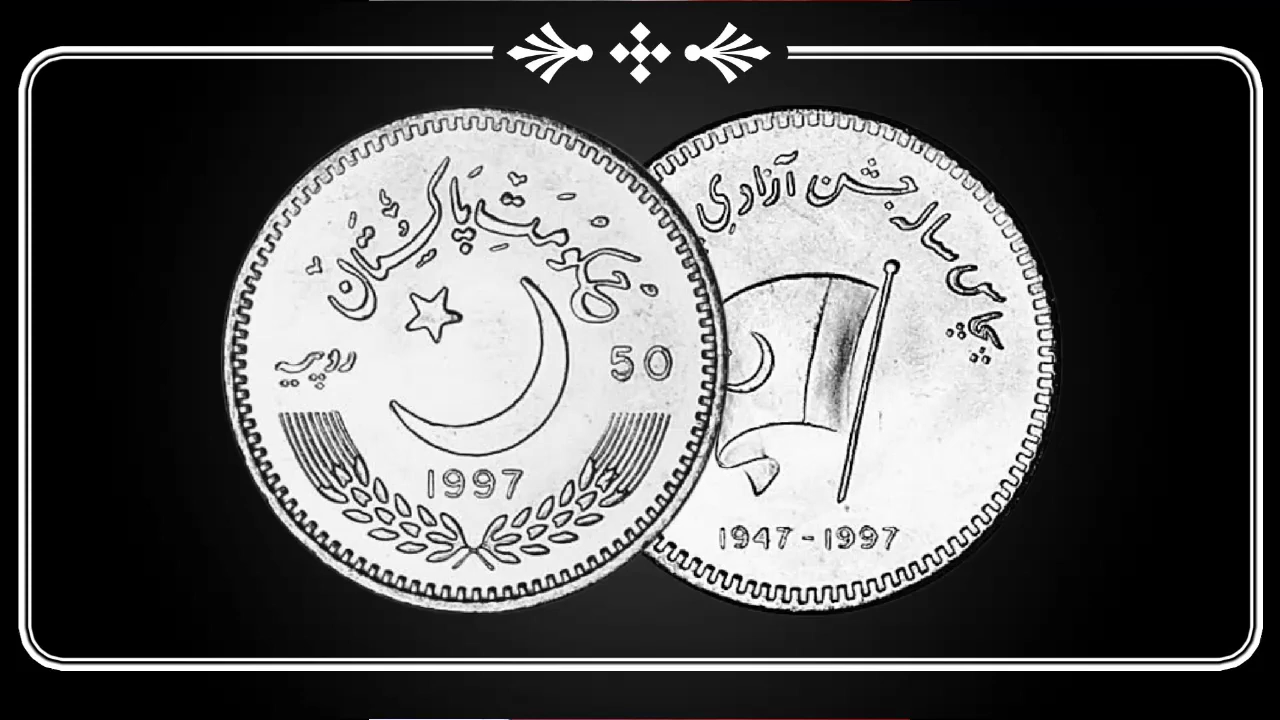 حکومتِ پاکستان
روپیہ 50
1997
پچاس سالہ جشن آزادی
1947-1997